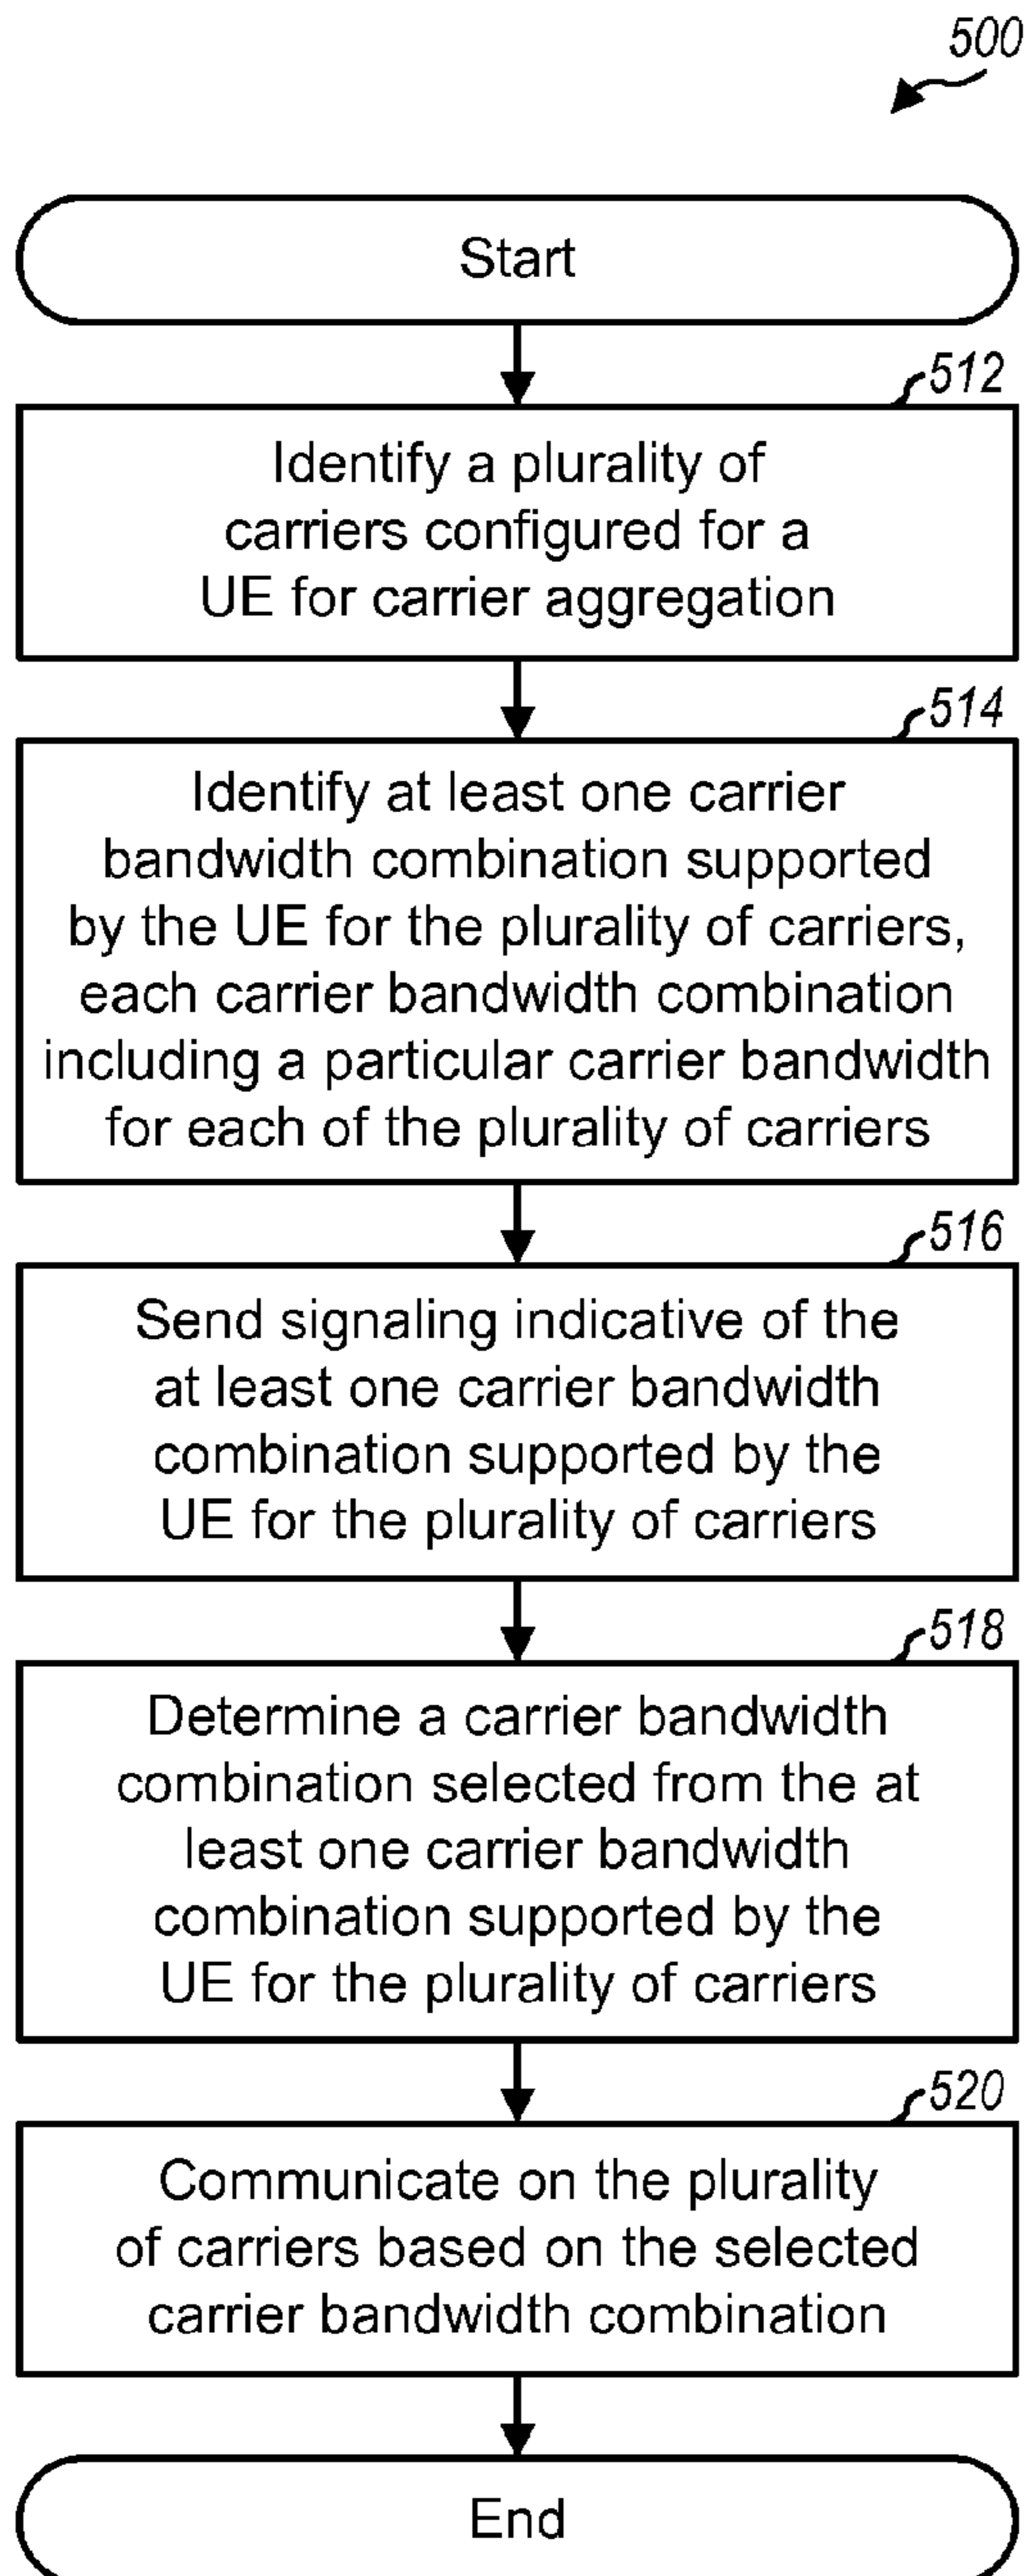 500
Start
512
Identify a plurality of
carriers configured for a
UE for carrier aggregation
514
Identify at least one carrier
bandwidth combination supported
by the UE for the plurality of carriers,
each carrier bandwidth combination
including a particular carrier bandwidth
for each of the plurality of carriers
516
Send signaling indicative of the
at least one carrier bandwidth
combination supported by the
UE for the plurality of carriers
518
Determine a carrier bandwidth
combination selected from the at
least one carrier bandwidth
combination supported by the
UE for the plurality of carriers
520
Communicate on the plurality
of carriers based on the selected
carrier bandwidth combination
End